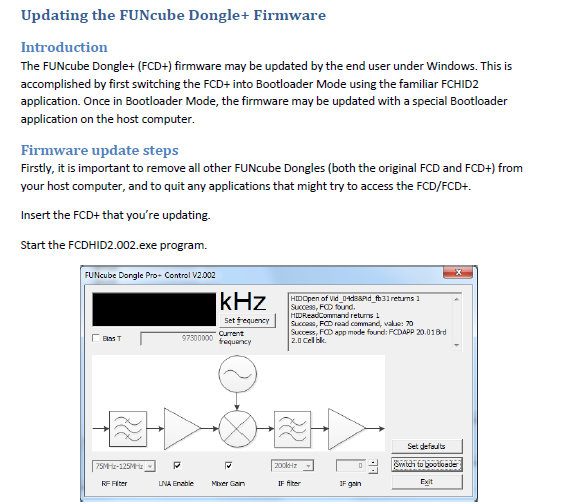 Updating the FUNcube Dongle+ Firmware
Introduction
The FUNcube Dongle+ (FCD+) firmware may be updated by the end user under Windows. This is
accomplished by first switching the FCD+ into Bootloader Mode using the familiar FCHID2
application. Once in Bootloader Mode, the firmware may be updated with a special Bootloader
application on the host computer.
Firmware update steps
Firstly, it is important to remove all other FUNcube Dongles (both the original FCD and FCD+) from
your host computer, and to quit any applications that might try to access the FCD/FCD+.
Insert the FCD+ that you're updating.
Start the FCDHID2.002.exe program.
FUNcube Dongle Pro+ Control V2.002
kHz
Set frequency
Bias T
97300000
Current
frequency
HIDOpen of Vid_04d8&Pid_fb31 returns 1
Success, FCD found.
HIDReadCommand returns 1
Success, FCD read command, value: 70
Success, FCD app mode found: FCDAPP 20.01 Brd
2.0 Cell blk.
Set defaults
75MHz-125MHz
200kHz
0
Switch to bootloader
RF Filter
LNA Enable
Mixer Gain
IF filter
IF gain
Exit